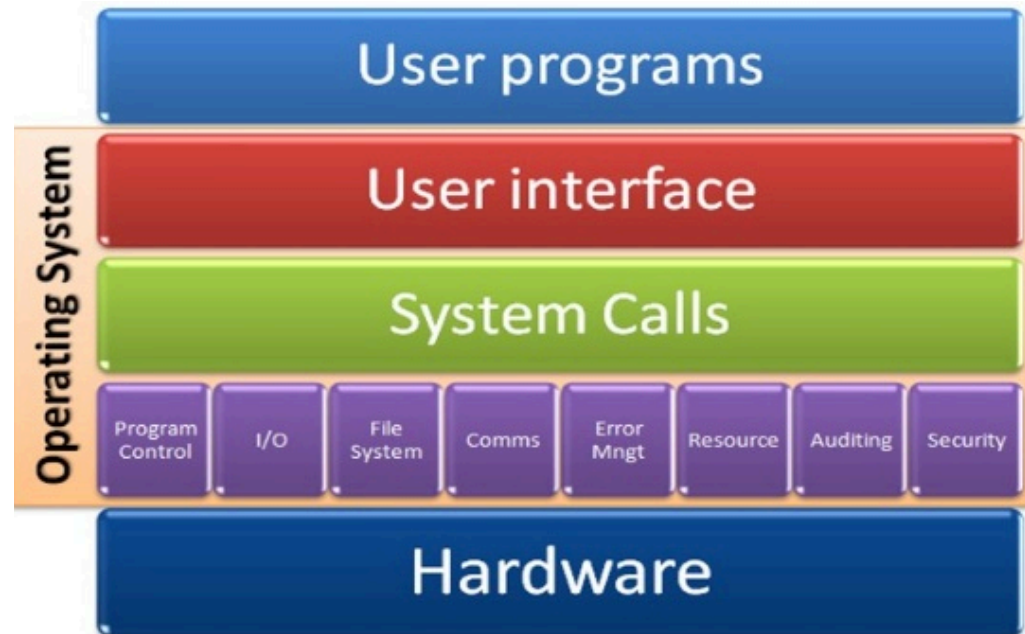 User programs
Operating System
User interface
System Calls
Program
Control
I/O
File
System
Comms
Error
Mngt
Resource
Auditing
Security
Hardware